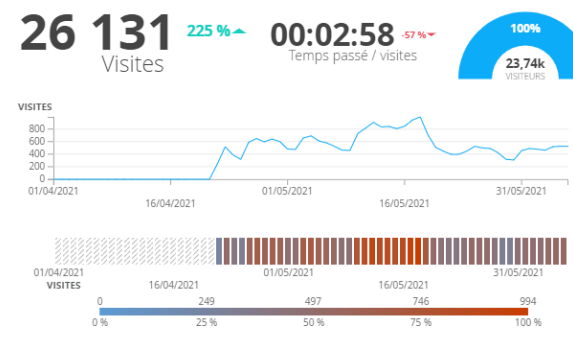 26 131
225 %
Visites
00:02:58
-57 %
Temps passé / visites
100%
23,74k
VISITEURS
VISITES
800
600
400
200
0
01/04/2021
16/04/2021
01/05/2021
16/05/2021
31/05/2021
01/04/2021
16/04/2021
01/05/2021
16/05/2021
31/05/2021
VISITES
0 249 497 746 994
0 % 25 % 50 % 75 % 100 %